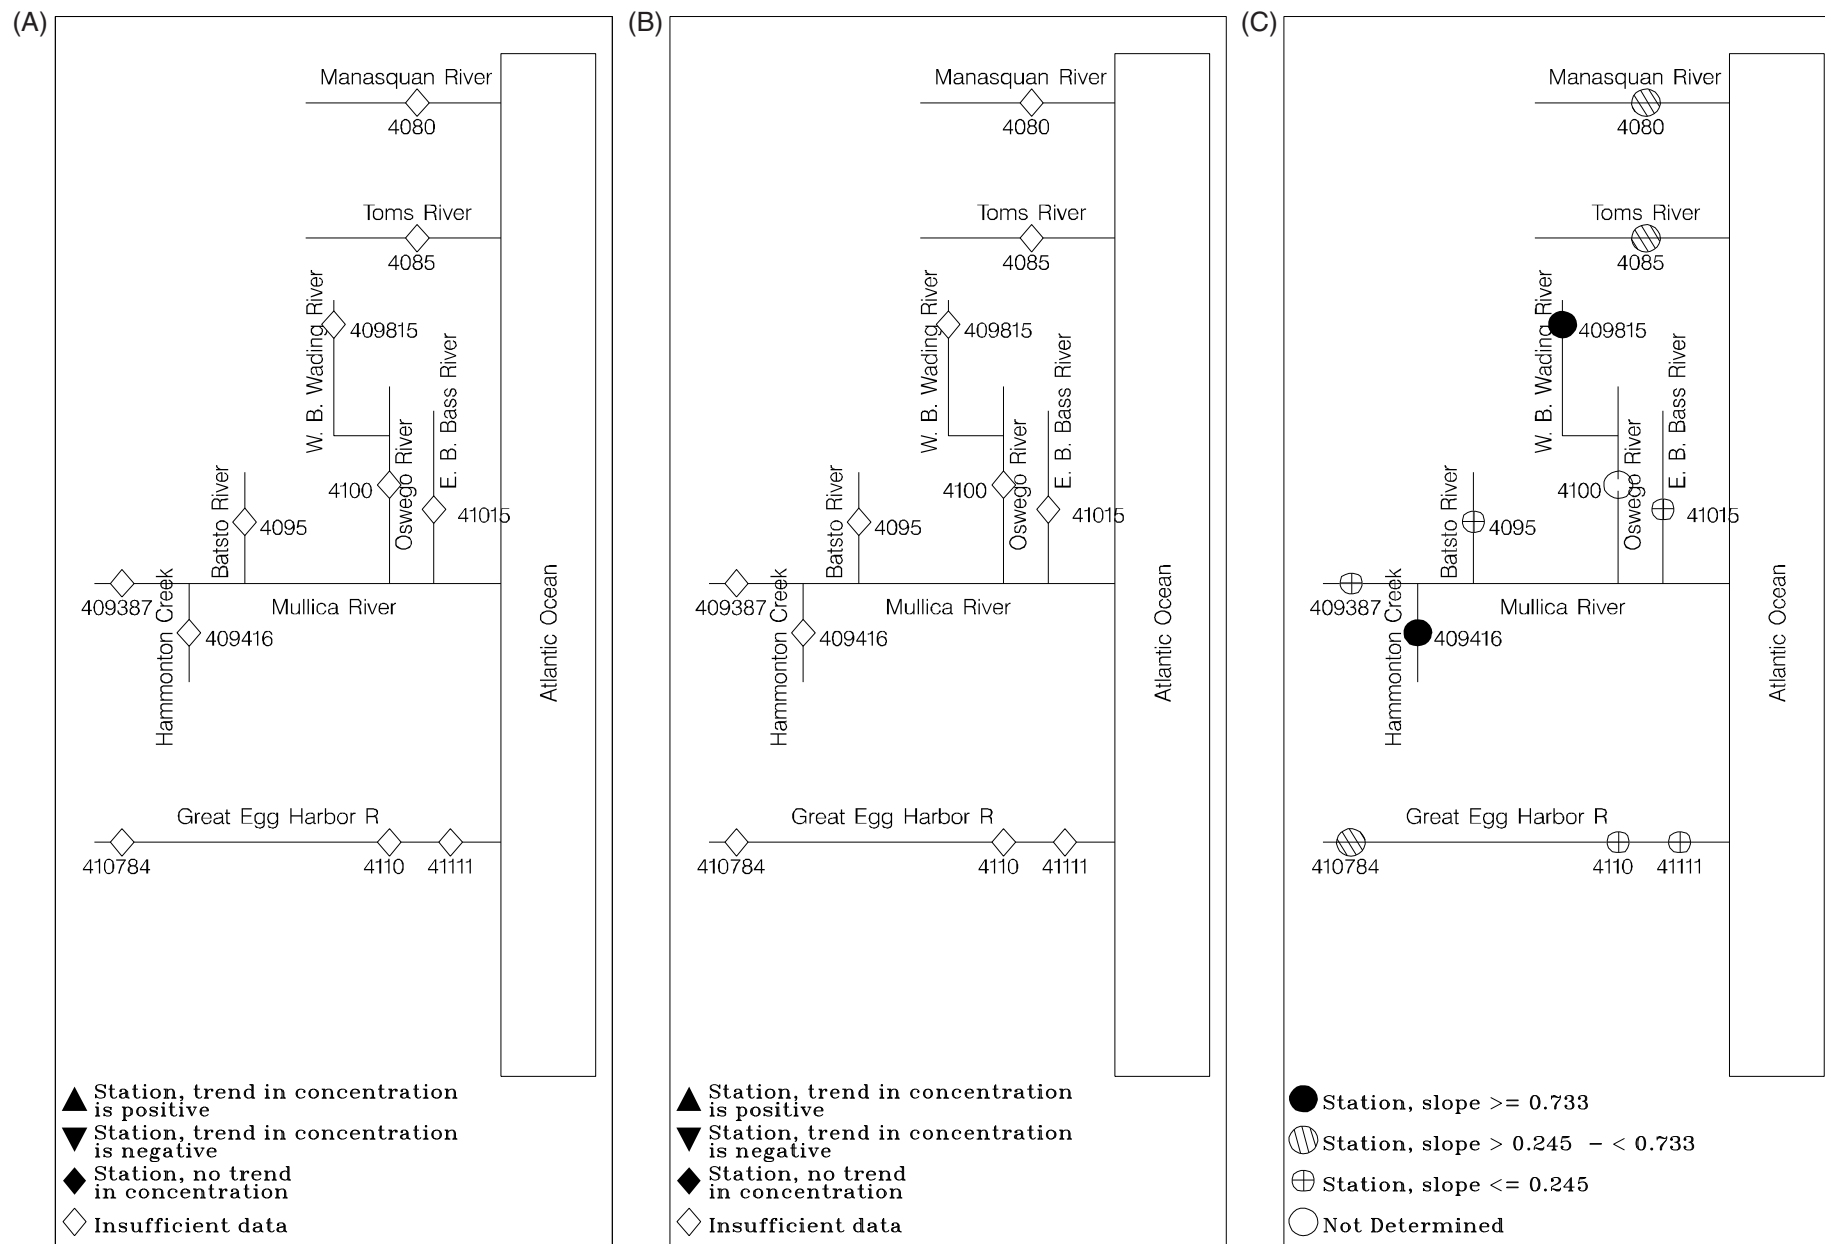 (A)
Manasquan River
4080
Toms River
4085
W. B. Wading River
409815
E. B. Bass River
Oswego River
4100
41015
Batsto River
4095
409387
Hammonton Creek
Mullica River
409416
Atlantic Ocean
Great Egg Harbor R
410784
4110
41111
Station, trend in concentration
is positive
Station, trend in concentration
is negative
Station, no trend
in concentration
Insufficient data
(B)
Manasquan River
4080
Toms River
4085
W. B. Wading River
409815
E. B. Bass River
Oswego River
4100
41015
Batsto River
4095
409387
Hammonton Creek
Mullica River
409416
Atlantic Ocean
Great Egg Harbor R
410784
4110
41111
Station, trend in concentration
is positive
Station, trend in concentration
is negative
Station, no trend
in concentration
Insufficient data
(C)
Manasquan River
4080
Toms River
4085
W. B. Wading River
409815
E. B. Bass River
Oswego River
4100
41015
Batsto River
4095
409387
Hammonton Creek
Mullica River
409416
Atlantic Ocean
Great Egg Harbor R
410784
4110
41111
Station, slope >= 0.733
Station, slope > 0.245 - < 0.733
Station, slope <= 0.245
Not Determined